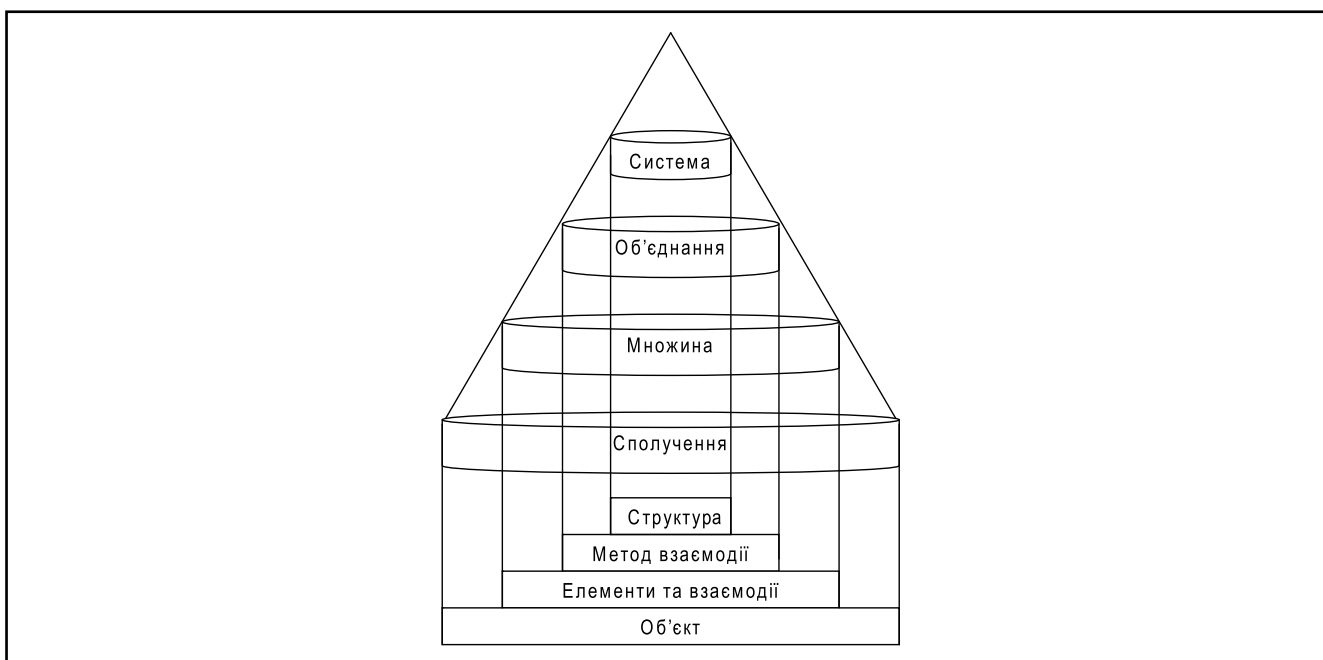 Система
Об’єднання
Множина
Сполучення
Структура
Метод взаємодії
Елементи та взаємодії
Об’єкт